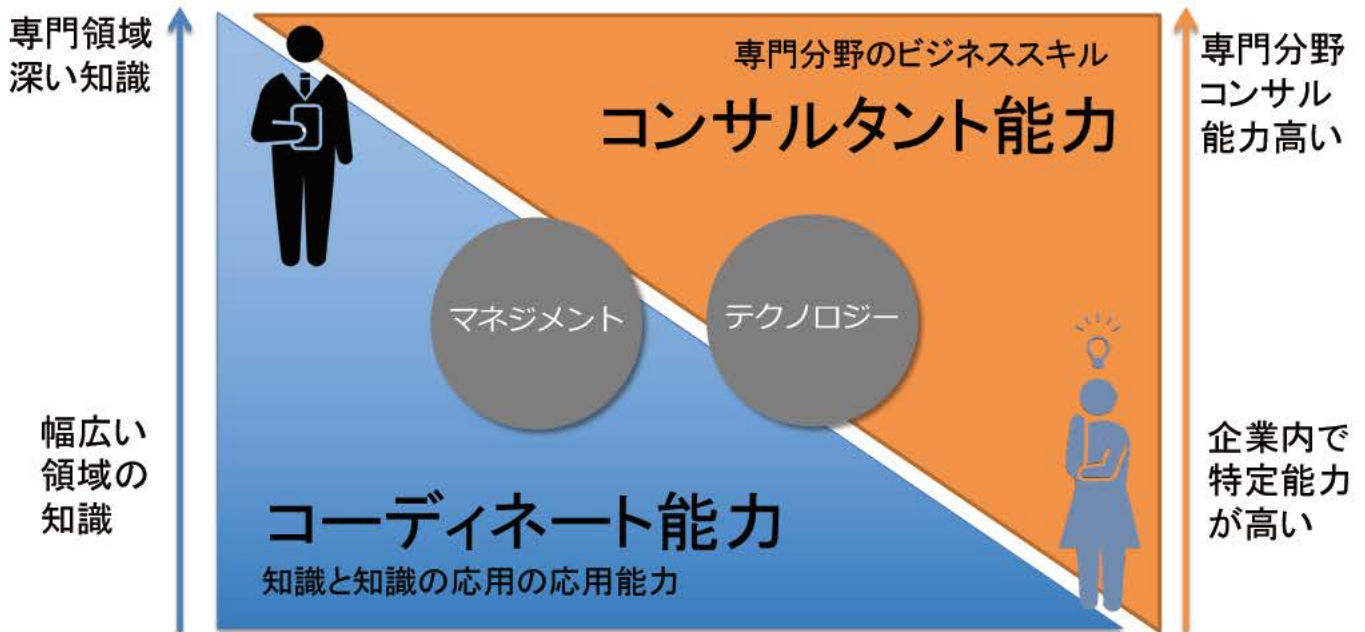 専門領域
深い知識
幅広い
領域の
知識
専門分野のビジネススキル
コンサルタント能力
マネジメント
テクノロジー
コーディネート能力
知識と知識の応用の応用能力
専門分野
コンサル
能力高い
企業内で
特定能力
が高い